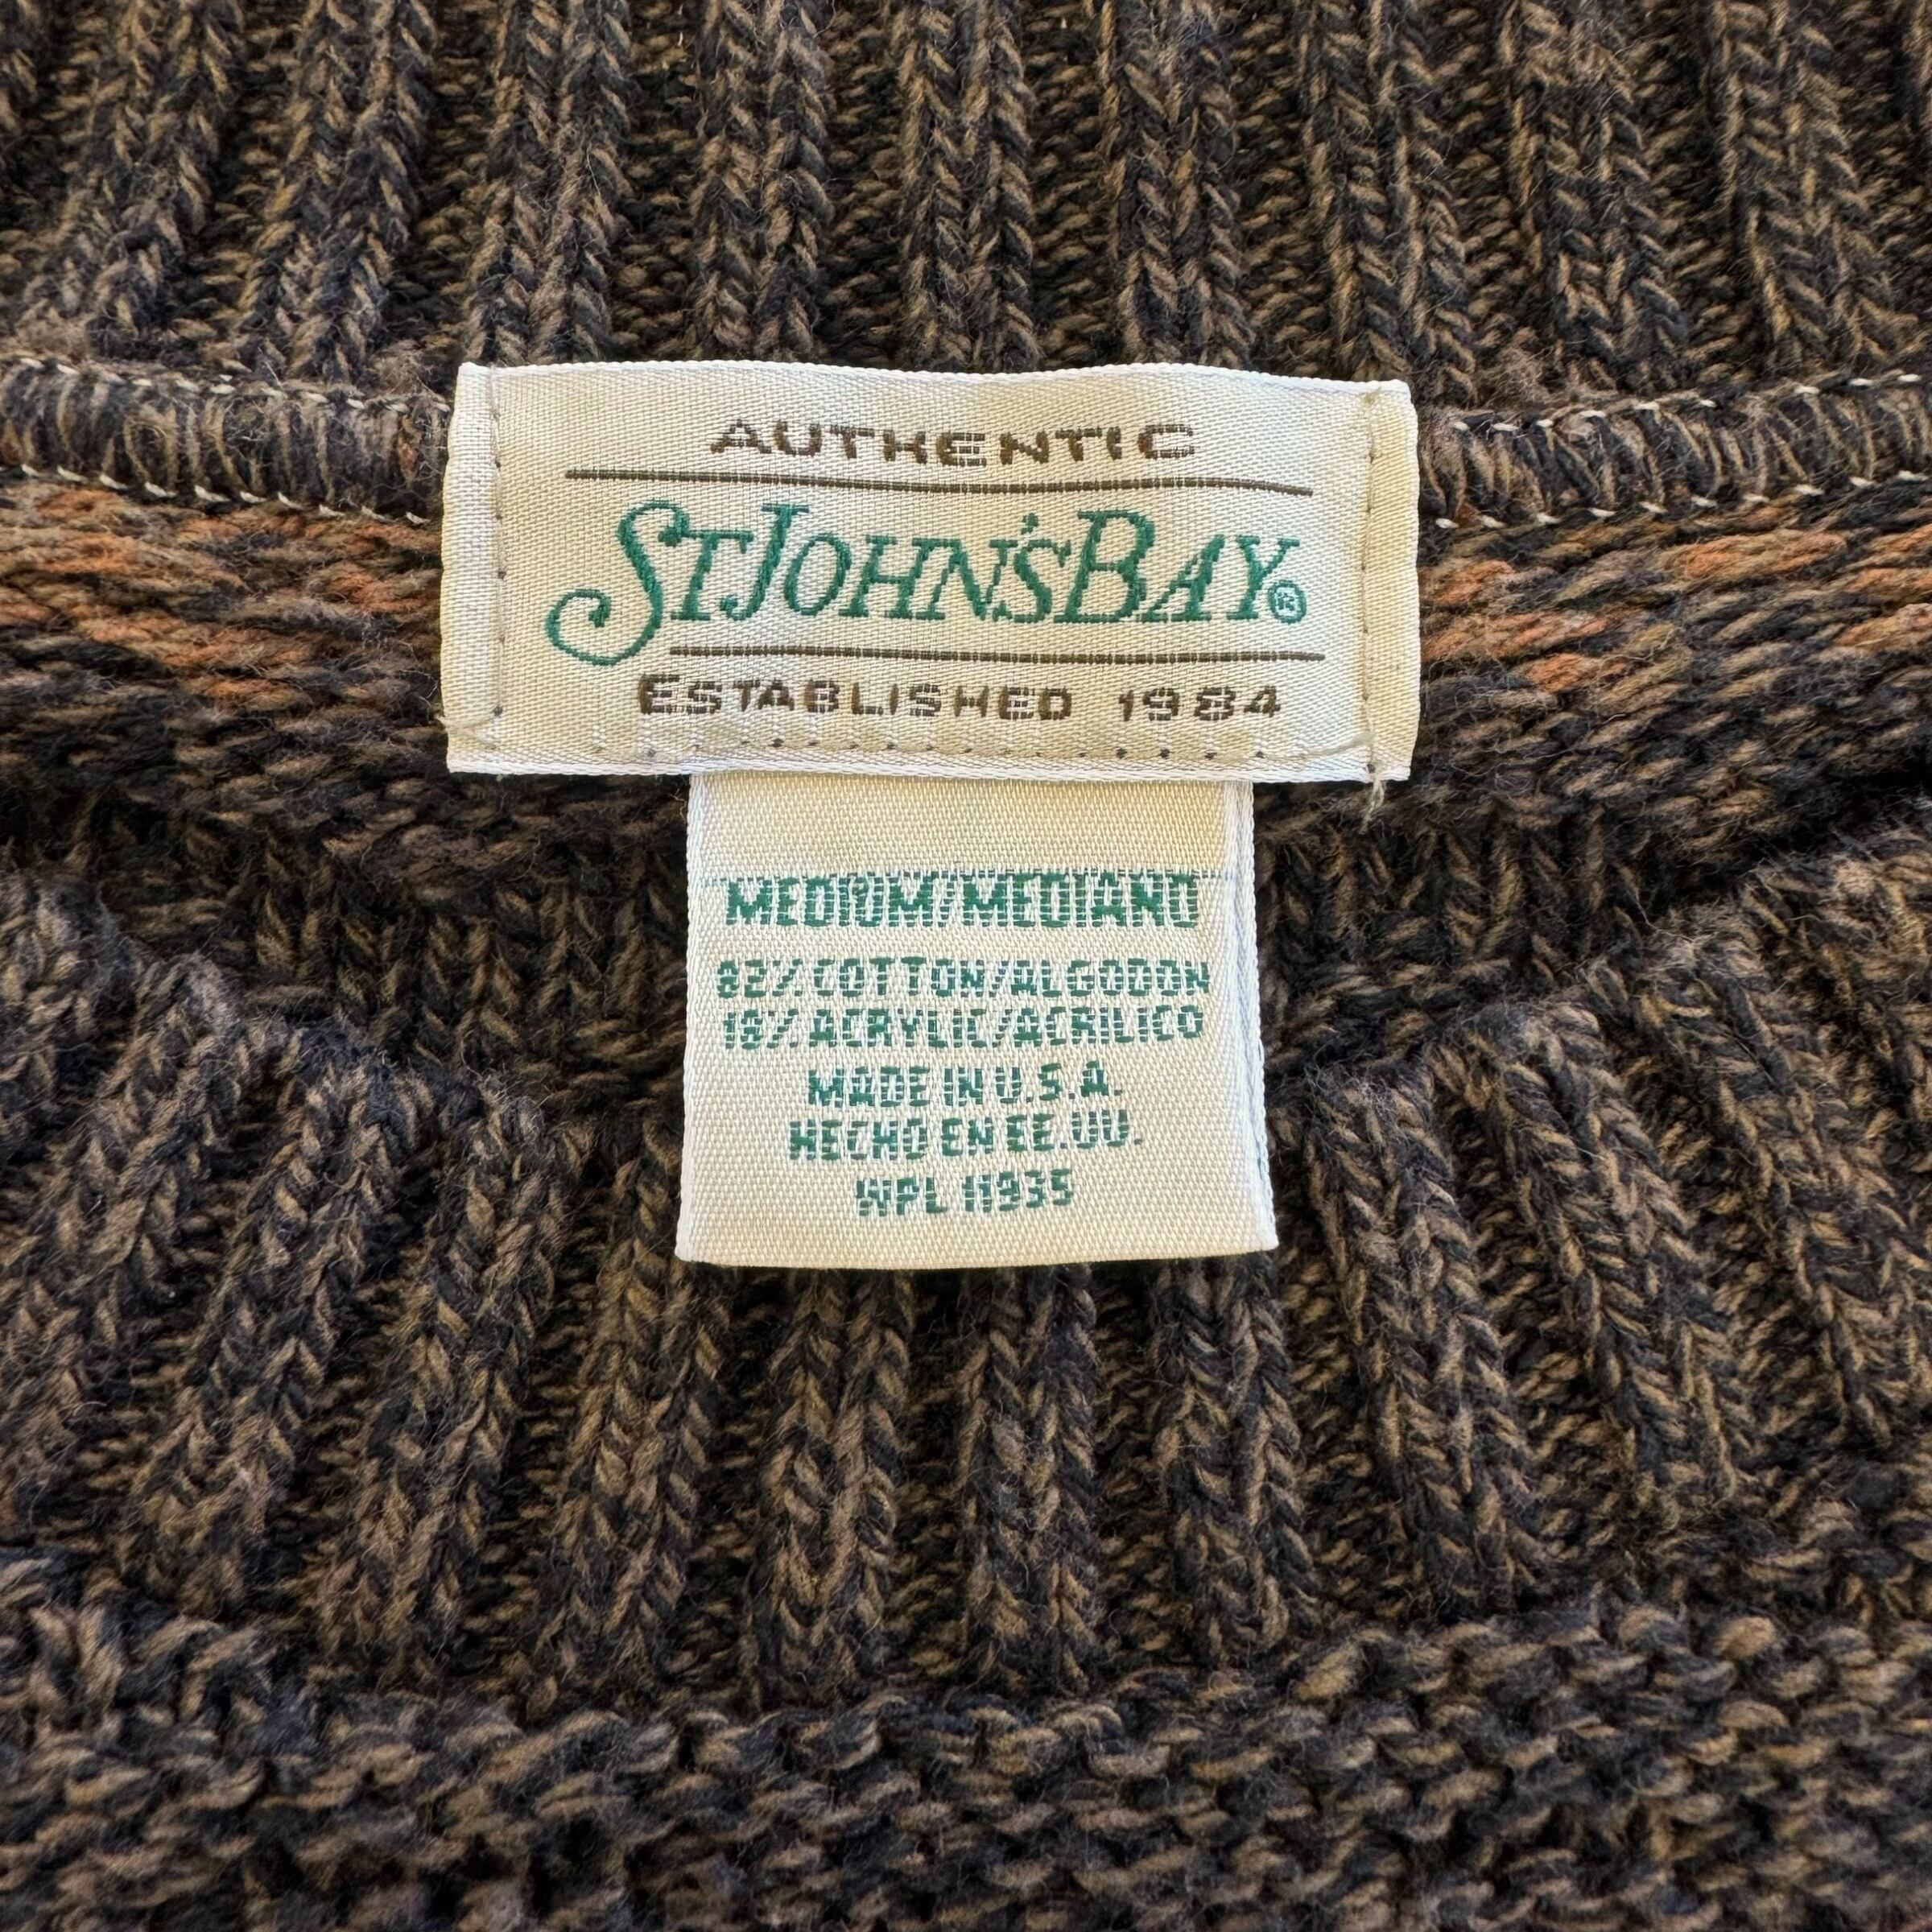 AUTHENTIC
ST JOHN'S BAY®
ESTABLISHED 1984
MEDIUM/MEDIANO
82% COTTON/ALGODON
18% ACRYLIC/ACRILICO
MADE IN U.S.A.
HECHO EN EE.UU.
WPL 11935